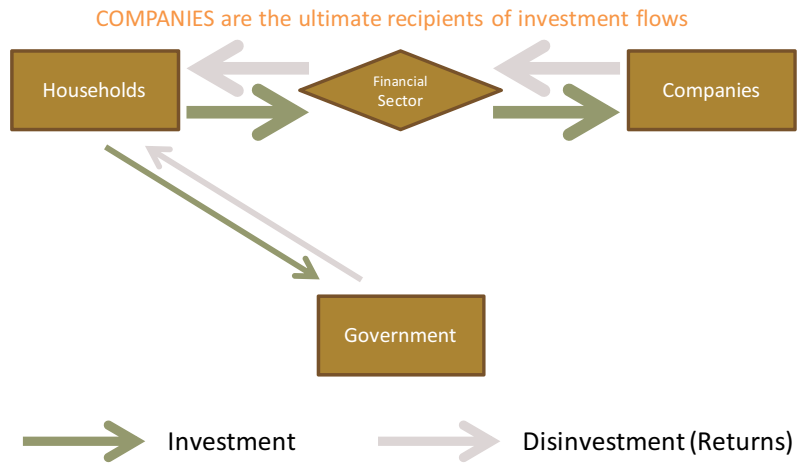 COMPANIES are the ultimate recipients of investment flows
Households
Financial
Sector
Companies
Government
Investment
Disinvestment (Returns)